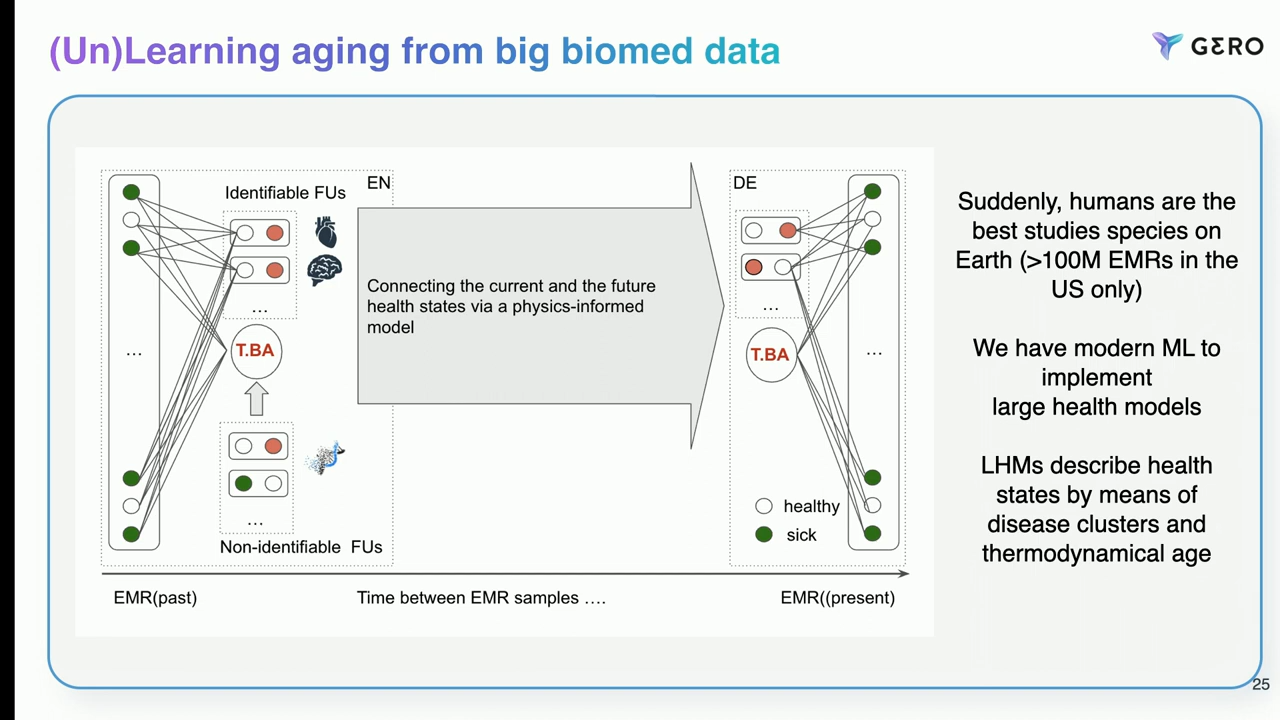 (Un)Learning aging from big biomed data
GERO
Identifiable FUs
EN
DE
Connecting the current and the future
health states via a physics-informed
model
...
...
T.BA
T.BA
...
...
...
Non-identifiable FUs
healthy
sick
EMR(past)
Time between EMR samples ....
EMR((present)
Suddenly, humans are the
best studies species on
Earth (>100M EMRs in the
US only)
We have modern ML to
implement
large health models
LHMs describe health
states by means of
disease clusters and
thermodynamical age
25